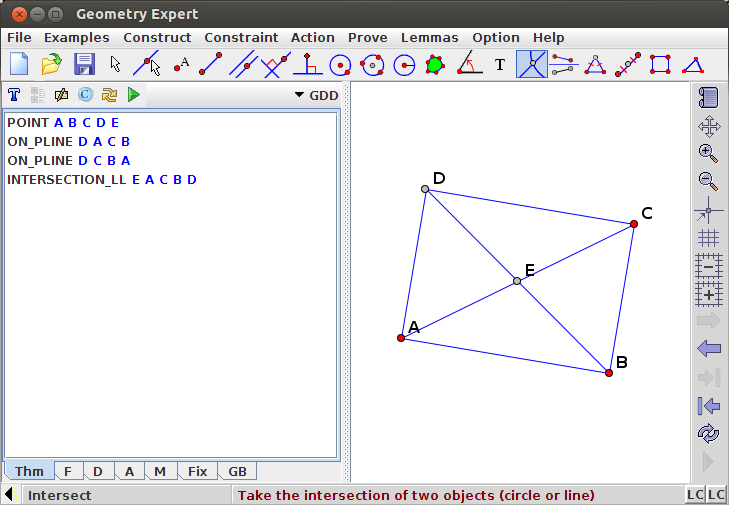 Geometry Expert
File Examples Construct Constraint Action Prove Lemmas Option Help
A T
T C GDD
POINT A B C D E
ON_PLINE D A C B
ON_PLINE D C B A
INTERSECTION_LL E A C B D
D
C
E
A
B
Thm F D A M Fix GB
Intersect Take the intersection of two objects (circle or line) LC LC